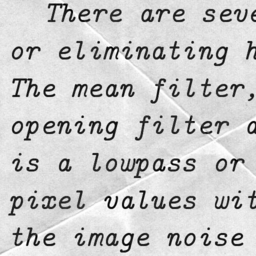 There are seve
or eliminating h
The mean filter,
opening filter a
is a lowpass or
pixel values wit
the image noise